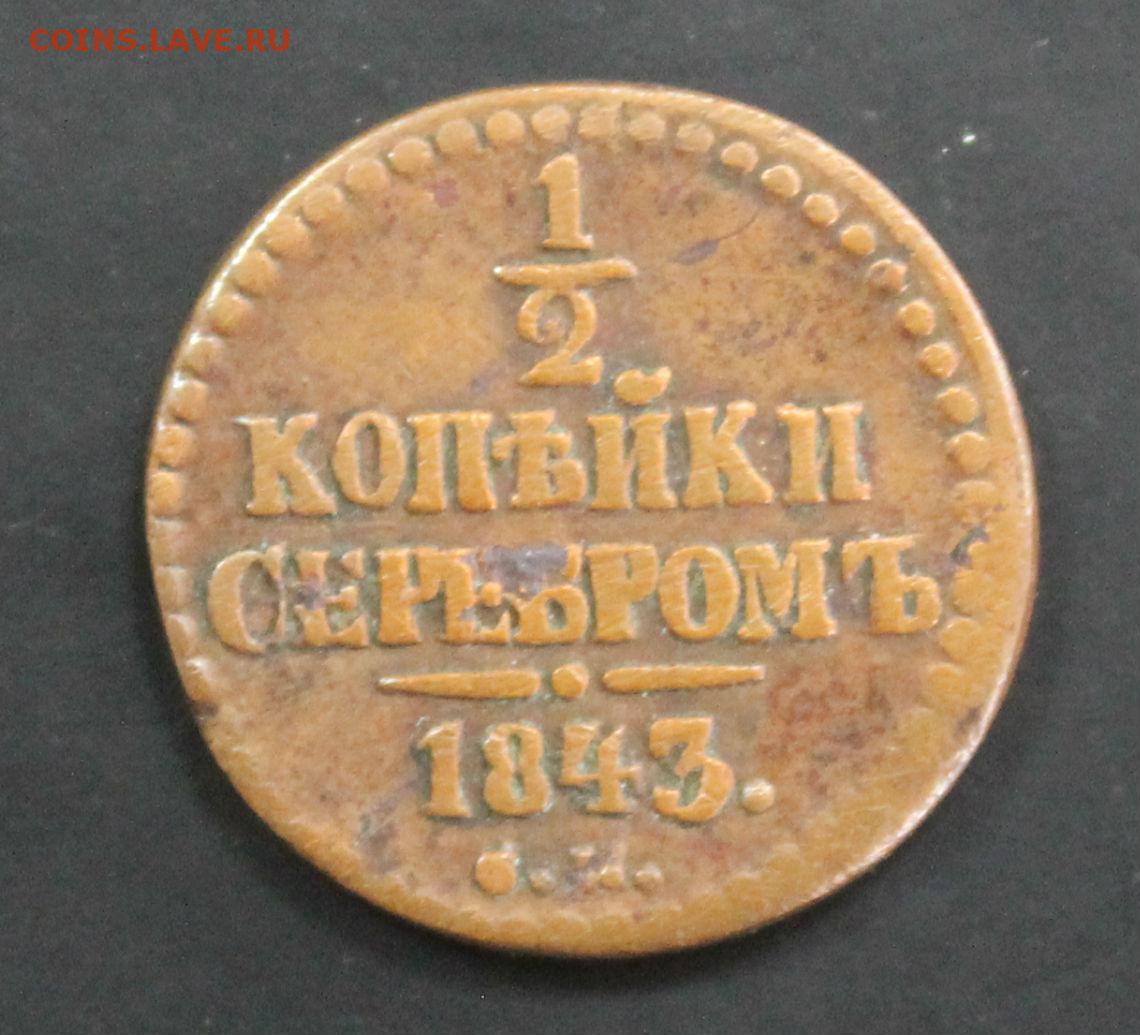 COINS.LAVE.RU
1
2
КОПѢЙКИ
СЕРЕБРОМЪ
1843.